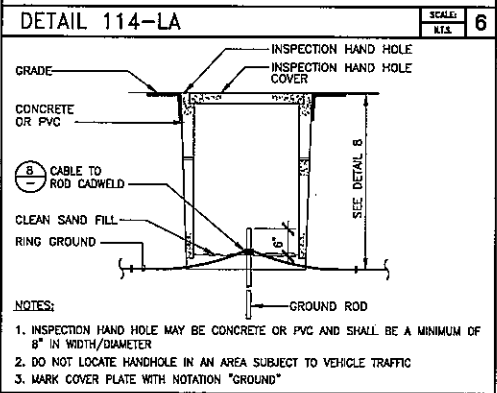 DETAIL 114-LA
SCALE:
N.T.S.
6
INSPECTION HAND HOLE
INSPECTION HAND HOLE
COVER
GRADE
CONCRETE
OR PVC
8
–
CABLE TO
ROD CADWELD
SEE DETAIL 8
CLEAN SAND FILL
6"
RING GROUND
GROUND ROD
NOTES:
1. INSPECTION HAND HOLE MAY BE CONCRETE OR PVC AND SHALL BE A MINIMUM OF
8" IN WIDTH/DIAMETER
2. DO NOT LOCATE HANDHOLE IN AN AREA SUBJECT TO VEHICLE TRAFFIC
3. MARK COVER PLATE WITH NOTATION "GROUND"